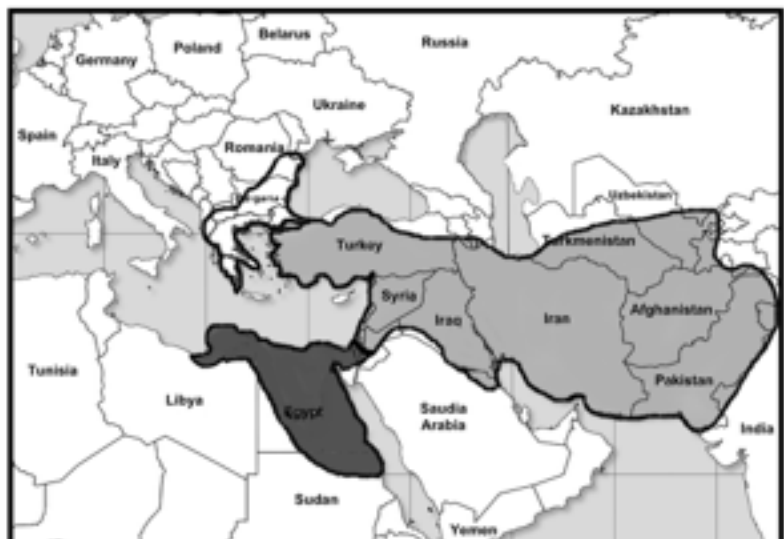 Belarus
Poland
Germany
Russia
Ukraine
Kazakhstan
Spain
Italy
Romania
Uzbekistan
Turkey
Turkmenistan
Syria
Iraq
Iran
Afghanistan
Pakistan
Tunisia
Libya
Egypt
Saudia
Arabia
India
Sudan
Yemen